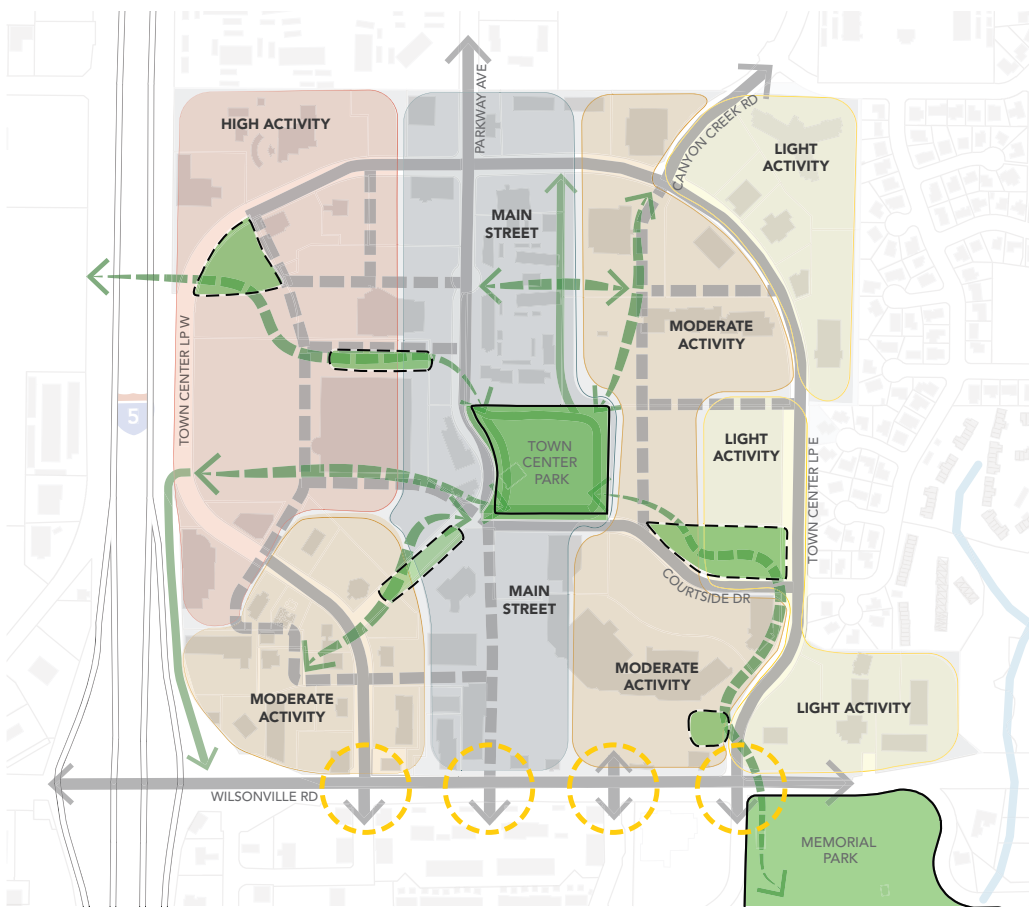 PARKWAY AVE
CANYON CREEK RD
HIGH ACTIVITY
LIGHT
ACTIVITY
MAIN
STREET
MODERATE
ACTIVITY
TOWN CENTER LP W
5
LIGHT
ACTIVITY
TOWN
CENTER
PARK
TOWN CENTER LP E
COURTSIDE DR
MAIN
STREET
MODERATE
ACTIVITY
MODERATE
ACTIVITY
LIGHT ACTIVITY
WILSONVILLE RD
MEMORIAL
PARK